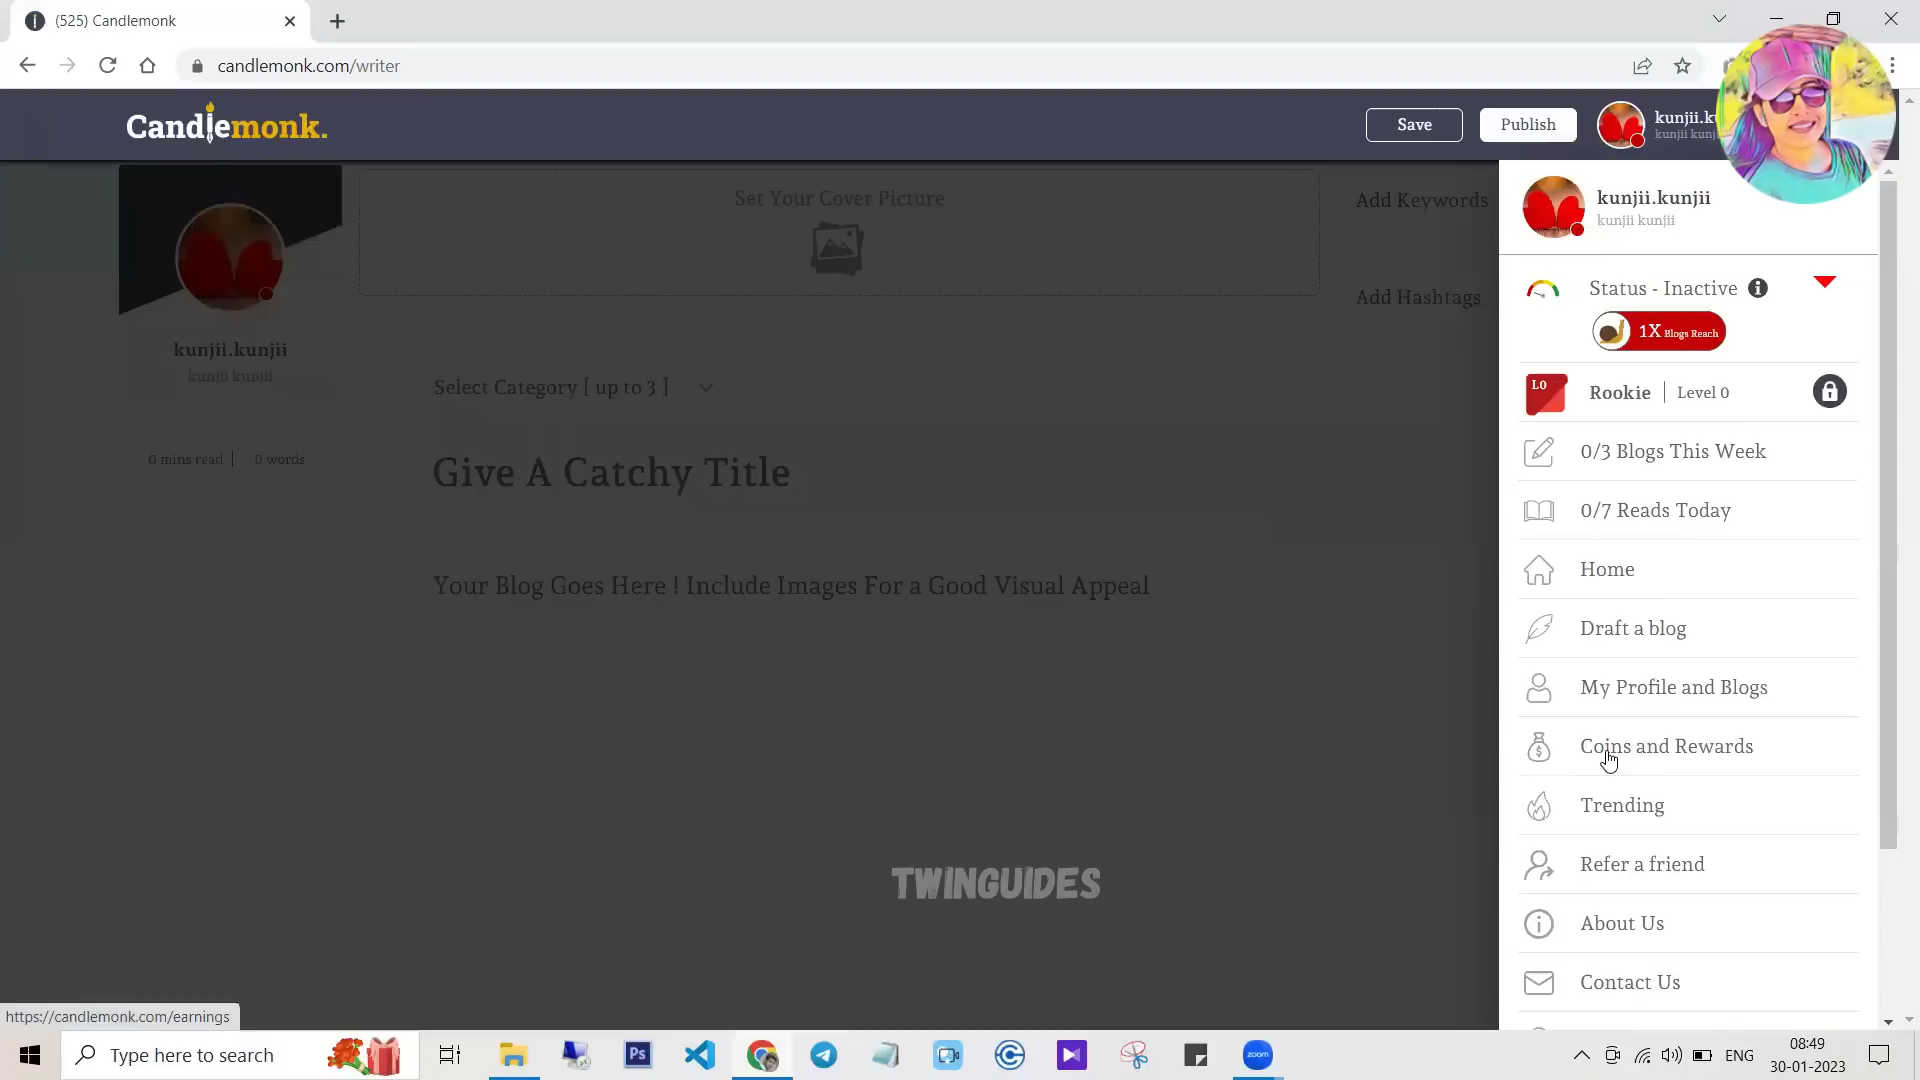 (525) Candlemonk
candlemonk.com/writer
Candlemonk.
Save
Publish
kunjii.ku
kunjii kunji
kunjii.kunjii
kunjii kunjii
0 mins read
0 words
Set Your Cover Picture
Select Category [ up to 3 ]
Give A Catchy Title
Your Blog Goes Here ! Include Images For a Good Visual Appeal
Add Keywords
Add Hashtags
TWINGUIDES
kunjii.kunjii
kunjii kunjii
Status - Inactive
1X Blogs Reach
L0
Rookie
Level 0
0/3 Blogs This Week
0/7 Reads Today
Home
Draft a blog
My Profile and Blogs
Coins and Rewards
Trending
Refer a friend
About Us
Contact Us
https://candlemonk.com/earnings
Type here to search
Ps
zoom
ENG
08:49
30-01-2023